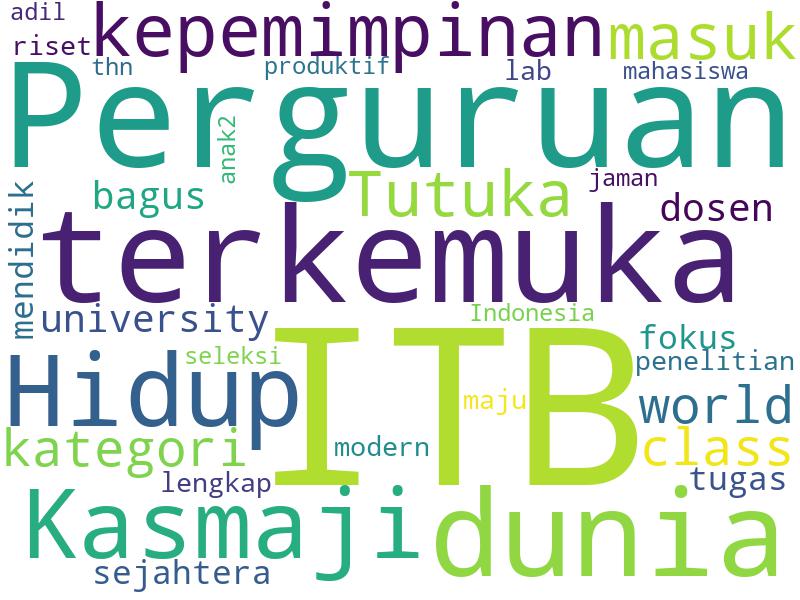 adil
kepemimpinan
masuk
riset
thn
produktif
lab
mahasiswa
Perguruan
anak2
mendidik
bagus
Tutuka
jaman
dosen
terkemuka
university
Indonesia
fokus
seleksi
ITB
penelitian
Hidup
maju
world
kategori
modern
class
lengkap
tugas
Kasmaji
dunia
sejahtera